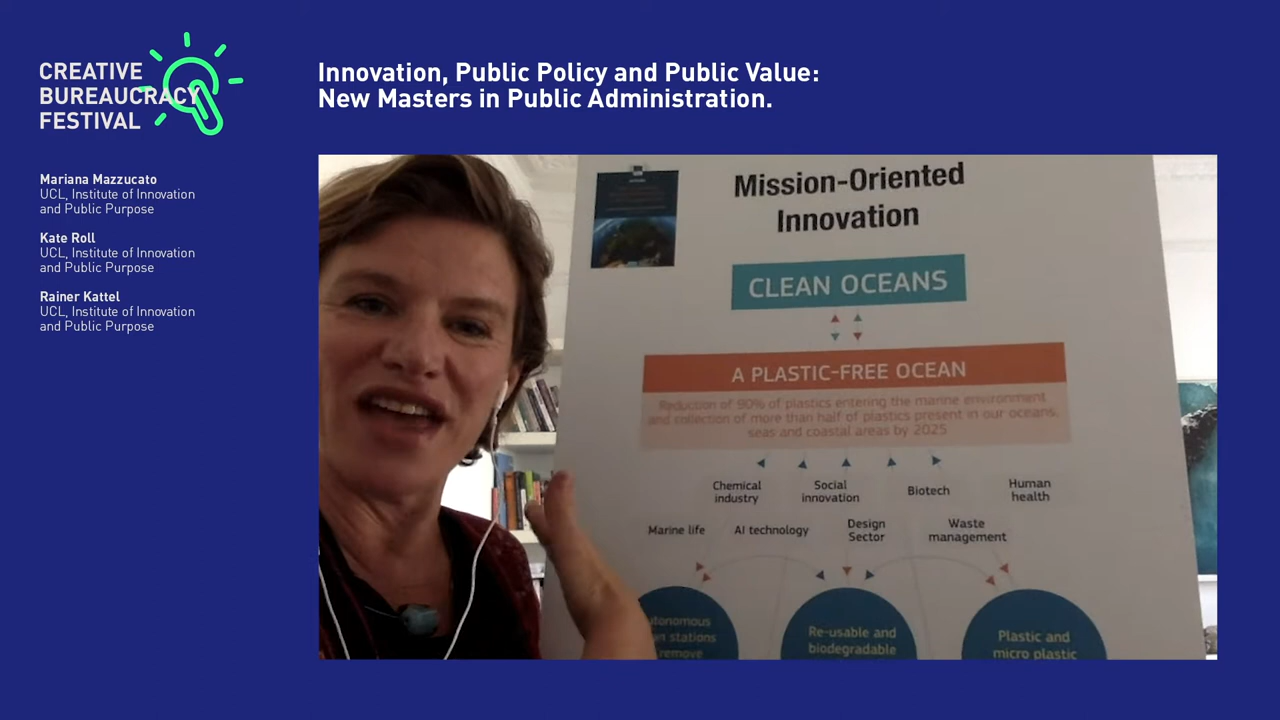 CREATIVE
BUREAUCRACY
FESTIVAL
Innovation, Public Policy and Public Value:
New Masters in Public Administration.
Mariana Mazzucato
UCL, Institute of Innovation
and Public Purpose
Kate Roll
UCL, Institute of Innovation
and Public Purpose
Rainer Kattel
UCL, Institute of Innovation
and Public Purpose
Mission-Oriented
Innovation
CLEAN OCEANS
A PLASTIC-FREE OCEAN
Reduction of 90% of plastics entering the marine environment
and collection of more than half of plastics present in our oceans,
seas and coastal areas by 2025
Chemical
industry
Social
innovation
Biotech
Human
health
Marine life
AI technology
Design
Sector
Waste
management
stations
remove
Re-usable and
biodegradable
Plastic and
micro plastic